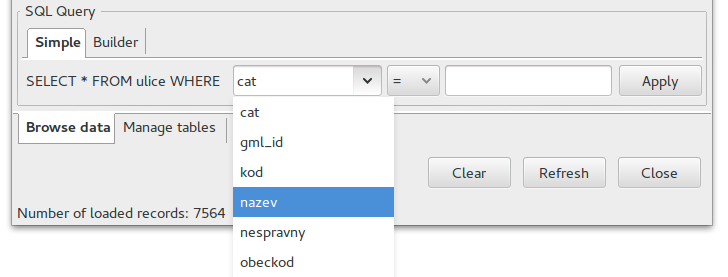 SQL Query
Simple Builder
SELECT * FROM ulice WHERE cat = Apply
cat
gml_id
kod
nazev
nespravny
obeckod
Browse data Manage tables
Clear Refresh Close
Number of loaded records: 7564